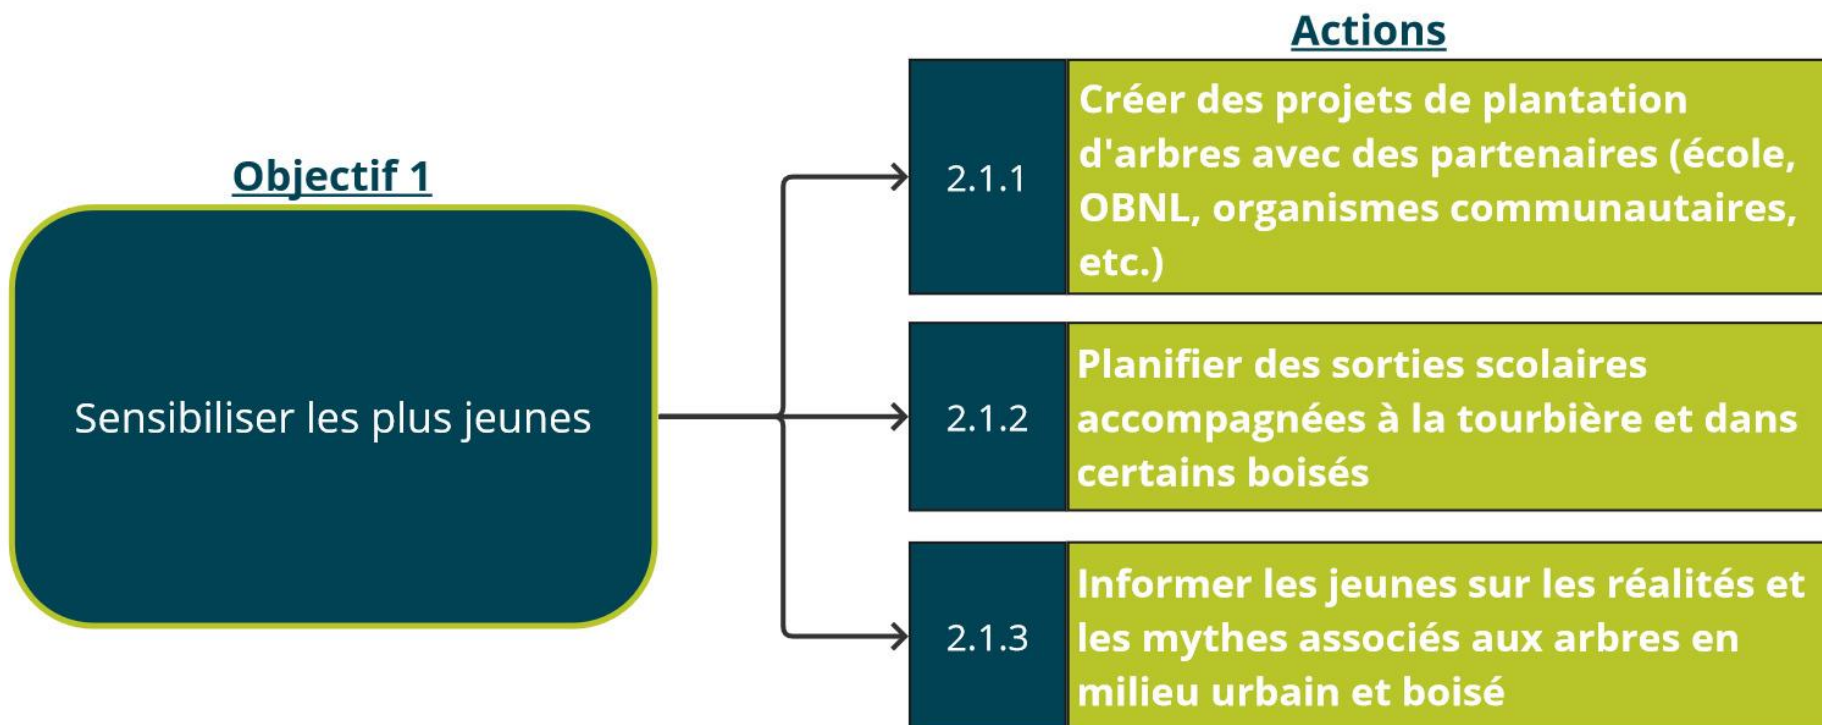 Objectif 1
Sensibiliser les plus jeunes
Actions
2.1.1
Créer des projets de plantation
d'arbres avec des partenaires (école,
OBNL, organismes communautaires,
etc.)
2.1.2
Planifier des sorties scolaires
accompagnées à la tourbière et dans
certains boisés
2.1.3
Informer les jeunes sur les réalités et
les mythes associés aux arbres en
milieu urbain et boisé